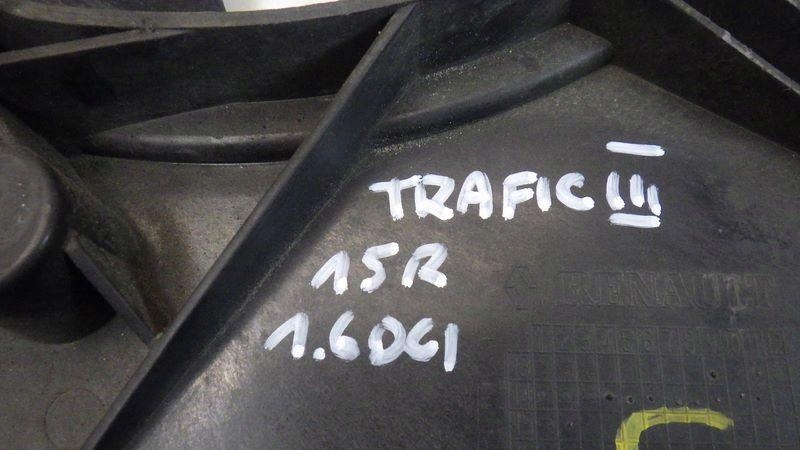 TRAFIC III
15R
1.6DCI
RENAULT